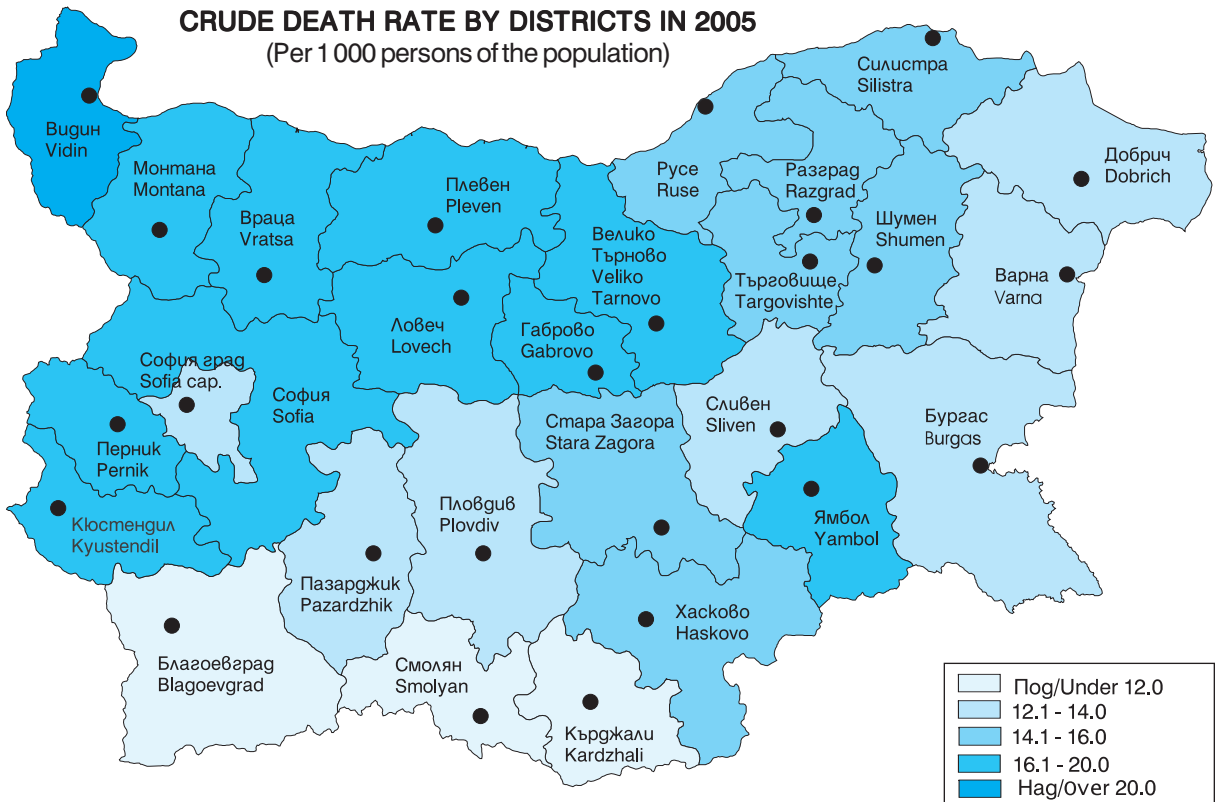 CRUDE DEATH RATE BY DISTRICTS IN 2005
(Per 1 000 persons of the population)
Силистра
Silistra
Видин
Vidin
Монтана
Montana
Враца
Vratsa
Плевен
Pleven
Велико
Търново
Veliko
Tarnovo
Русе
Ruse
Разград
Razgrad
Шумен
Shumen
Добрич
Dobrich
Търговище
Targovishte
Варна
Varna
Ловеч
Lovech
Габрово
Gabrovo
София град
Sofia cap.
София
Sofia
Перник
Pernik
Кюстендил
Kyustendil
Стара Загора
Stara Zagora
Сливен
Sliven
Бургас
Burgas
Ямбол
Yambol
Пловдив
Plovdiv
Пазарджик
Pazardzhik
Хасково
Haskovo
Благоевград
Blagoevgrad
Смолян
Smolyan
Кърджали
Kardzhali
Под/Under 12.0
12.1 - 14.0
14.1 - 16.0
16.1 - 20.0
Над/Over 20.0